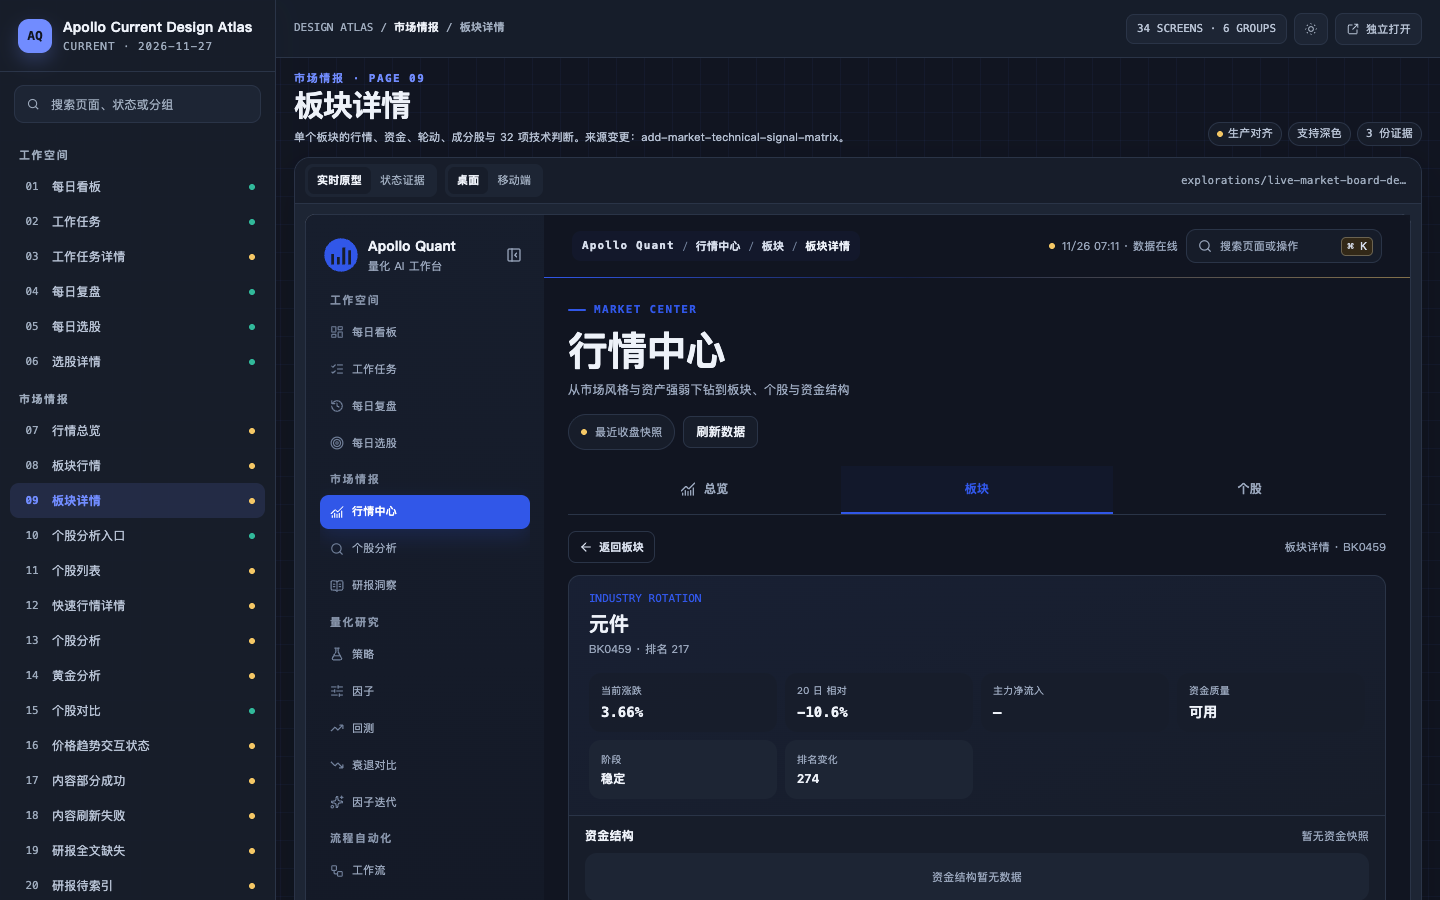 AQ
Apollo Current Design Atlas
CURRENT · 2026-11-27
搜索页面、状态或分组
工作空间
01 每日看板
02 工作任务
03 工作任务详情
04 每日复盘
05 每日选股
06 选股详情
市场情报
07 行情总览
08 板块行情
09 板块详情
10 个股分析入口
11 个股列表
12 快速行情详情
13 个股分析
14 黄金分析
15 个股对比
16 价格趋势交互状态
17 内容部分成功
18 内容刷新失败
19 研报全文缺失
20 研报待索引
DESIGN ATLAS / 市场情报 / 板块详情
34 SCREENS · 6 GROUPS
独立打开
市场情报 · PAGE 09
板块详情
单个板块的行情、资金、轮动、成分股与 32 项技术判断。来源变更：add-market-technical-signal-matrix。
生产对齐
支持深色
3 份证据
实时原型 状态证据 桌面 移动端
explorations/live-market-board-de…
Apollo Quant
量化 AI 工作台
工作空间
每日看板
工作任务
每日复盘
每日选股
市场情报
行情中心
个股分析
研报洞察
量化研究
策略
因子
回测
衰退对比
因子迭代
流程自动化
工作流
Apollo Quant / 行情中心 / 板块 / 板块详情
11/26 07:11 · 数据在线
搜索页面或操作
⌘ K
MARKET CENTER
行情中心
从市场风格与资产强弱下钻到板块、个股与资金结构
最近收盘快照
刷新数据
总览 板块 个股
返回板块
板块详情 · BK0459
INDUSTRY ROTATION
元件
BK0459 · 排名 217
当前涨跌
3.66%
20 日 相对
-10.6%
主力净流入
—
资金质量
可用
阶段
稳定
排名变化
274
资金结构
暂无资金快照
资金结构暂无数据